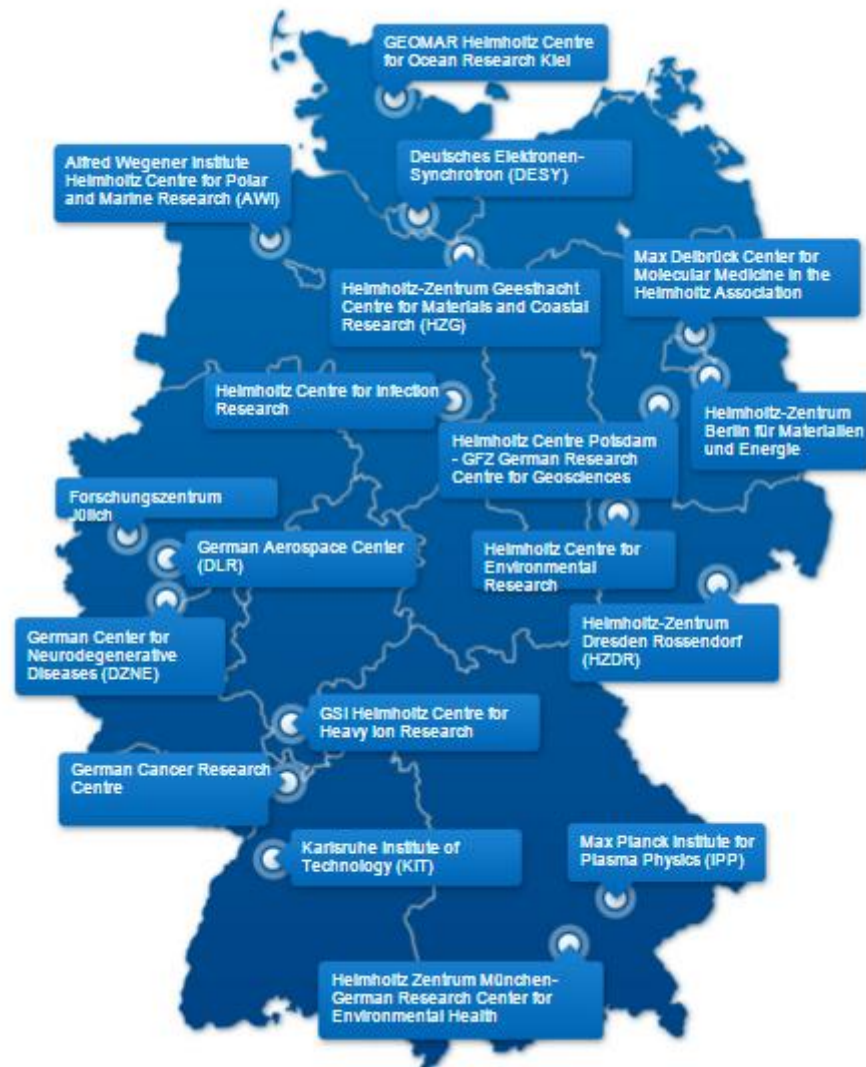 GEOMAR Helmholtz Centre
for Ocean Research Kiel
Alfred Wegener Institute
Helmholtz Centre for Polar
and Marine Research (AWI)
Deutsches Elektronen-
Synchrotron (DESY)
Max Delbrück Center for
Molecular Medicine in the
Helmholtz Association
Helmholtz-Zentrum Geesthacht
Centre for Materials and Coastal
Research (HZG)
Helmholtz Centre for Infection
Research
Helmholtz-Zentrum
Berlin für Materialien
und Energie
Helmholtz Centre Potsdam
- GFZ German Research
Centre for Geosciences
Forschungszentrum
Jülich
German Aerospace Center
(DLR)
Helmholtz Centre for
Environmental
Research
German Center for
Neurodegenerative
Diseases (DZNE)
Helmholtz-Zentrum
Dresden Rossendorf
(HZDR)
GSI Helmholtz Centre for
Heavy Ion Research
German Cancer Research
Centre
Karlsruhe Institute of
Technology (KIT)
Max Planck Institute for
Plasma Physics (IPP)
Helmholtz Zentrum München-
German Research Center for
Environmental Health